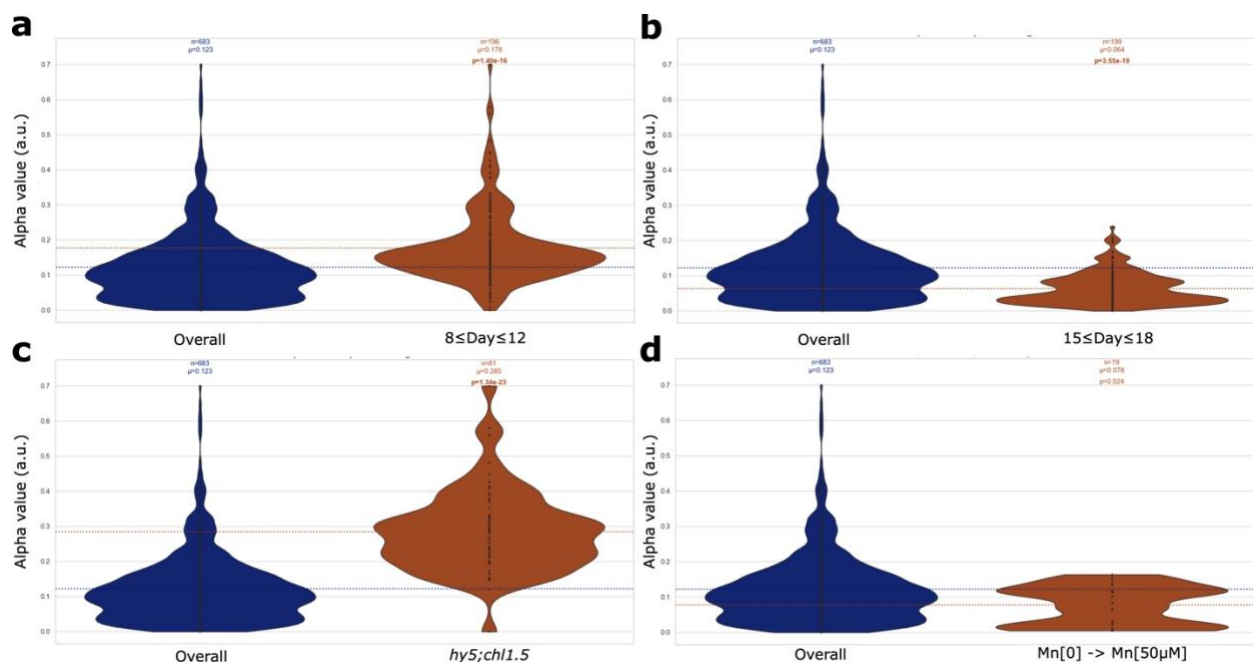 a
n=683
μ=0.123
n=196
μ=0.178
p=1.40e-16
Alpha value (a.u.)
0.7
0.6
0.5
0.4
0.3
0.2
0.1
0.0
Overall
8≤Day≤12
b
n=683
μ=0.123
n=199
μ=0.064
p=3.55e-19
Alpha value (a.u.)
0.7
0.6
0.5
0.4
0.3
0.2
0.1
0.0
Overall
15≤Day≤18
c
n=683
μ=0.123
n=61
μ=0.285
p=1.34e-23
Alpha value (a.u.)
0.7
0.6
0.5
0.4
0.3
0.2
0.1
0.0
Overall
hy5;chl1.5
d
n=683
μ=0.123
n=19
μ=0.078
p=0.024
Alpha value (a.u.)
0.7
0.6
0.5
0.4
0.3
0.2
0.1
0.0
Overall
Mn[0] -> Mn[50μM]